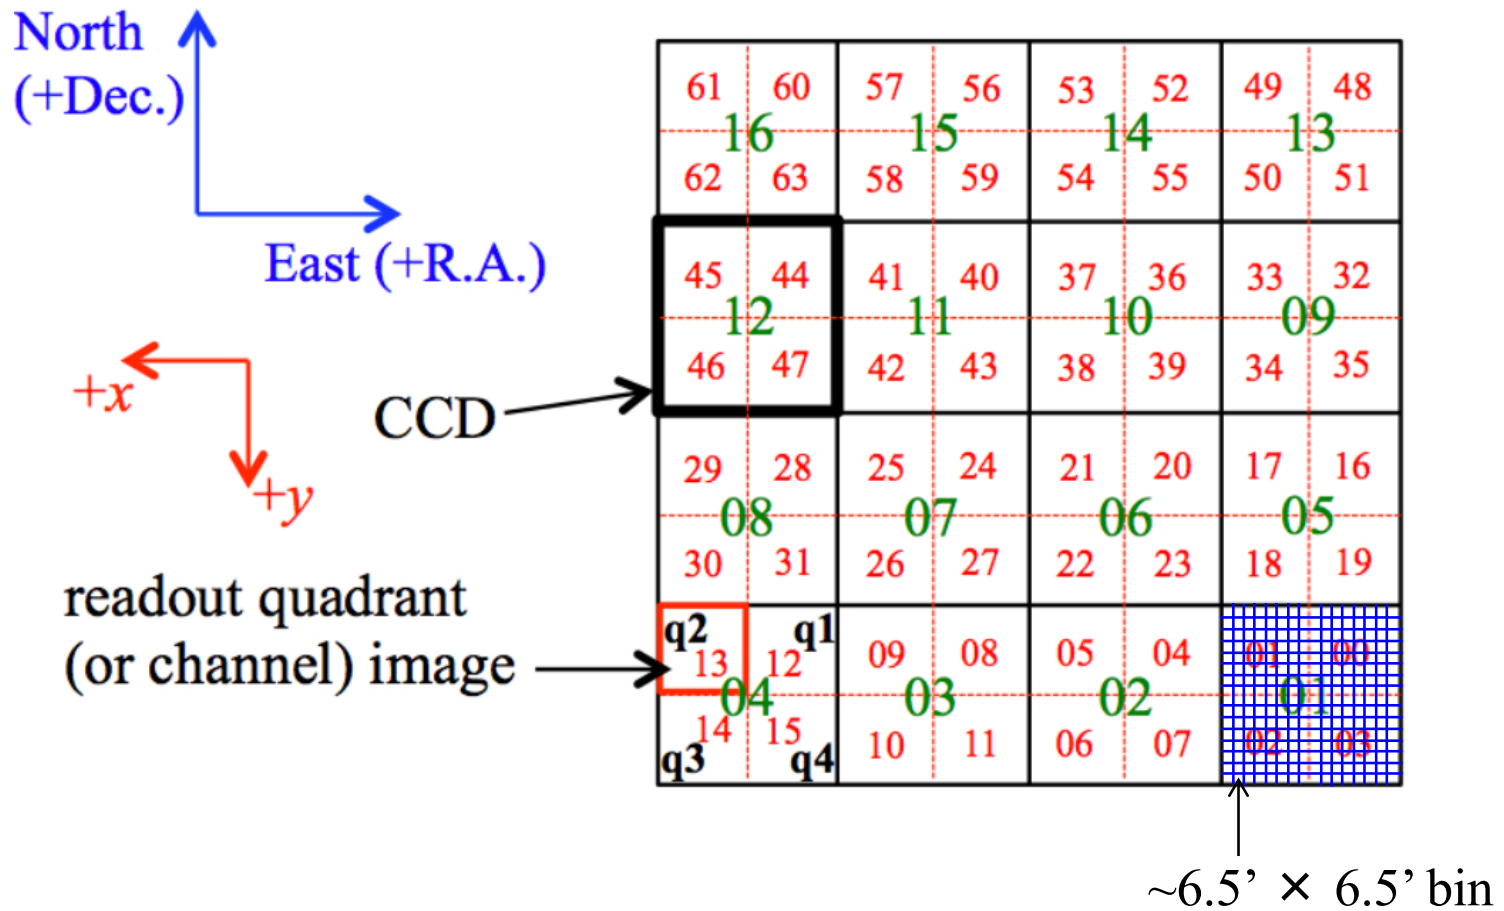 North
(+Dec.)
East (+R.A.)
+x
+y
CCD
readout quadrant
(or channel) image
61 60 57 56 53 52 49 48
16 15 14 13
62 63 58 59 54 55 50 51
45 44 41 40 37 36 33 32
12 11 10 09
46 47 42 43 38 39 34 35
29 28 25 24 21 20 17 16
08 07 06 05
30 31 26 27 22 23 18 19
q2 q1
13 12 09 08 05 04 01 00
04 03 02 01
14 15 10 11 06 07 02 03
q3 q4
~6.5’ × 6.5’ bin